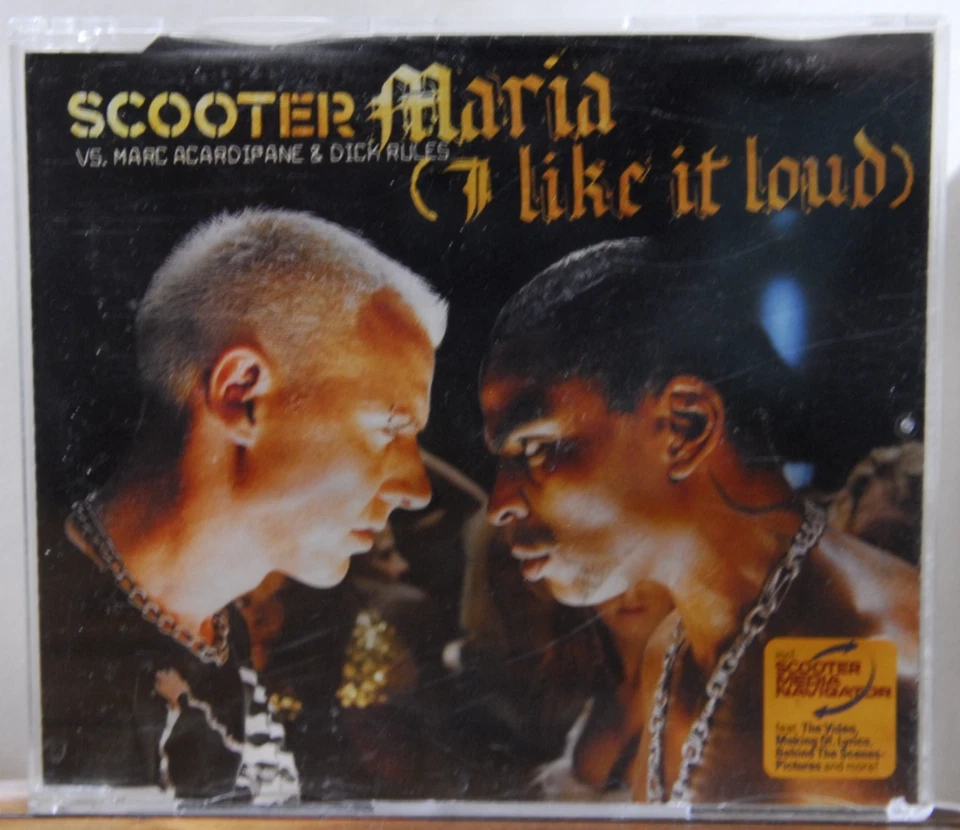 SCOOTER
VS. MARC ACARDIPANE & DICK RULES
Maria
(I like it loud)
incl.
SCOOTER
MEDIA
NAVIGATOR
feat. The Video,
Making Of, Lyrics,
Behind The Scenes-
Pictures and more!